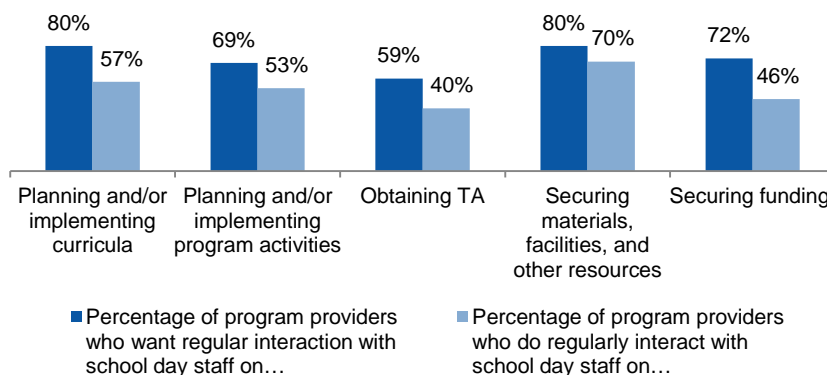 80%
57%
69%
53%
59%
40%
80%
70%
72%
46%
Planning and/or
implementing
curricula
Planning and/or
implementing
program activities
Obtaining TA
Securing
materials,
facilities, and
other resources
Securing funding
Percentage of program providers
who want regular interaction with
school day staff on…
Percentage of program providers
who do regularly interact with
school day staff on…